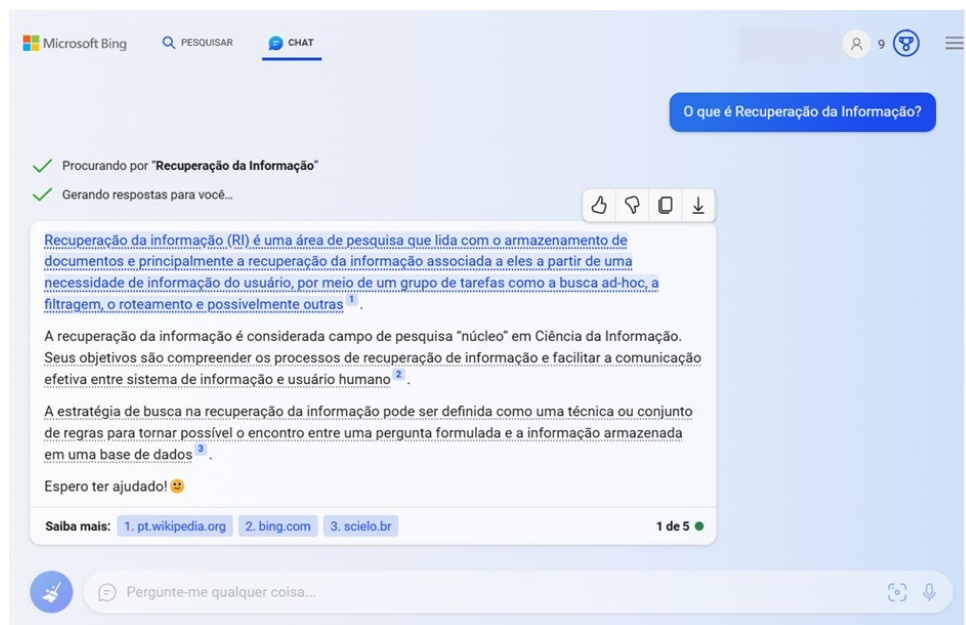 Microsoft Bing
PESQUISAR
CHAT
9
O que é Recuperação da Informação?
Procurando por "Recuperação da Informação"
Gerando respostas para você...
Recuperação da informação (RI) é uma área de pesquisa que lida com o armazenamento de
documentos e principalmente a recuperação da informação associada a eles a partir de uma
necessidade de informação do usuário, por meio de um grupo de tarefas como a busca ad-hoc, a
filtragem, o roteamento e possivelmente outras 1 .
A recuperação da informação é considerada campo de pesquisa “núcleo” em Ciência da Informação.
Seus objetivos são compreender os processos de recuperação de informação e facilitar a comunicação
efetiva entre sistema de informação e usuário humano 2 .
A estratégia de busca na recuperação da informação pode ser definida como uma técnica ou conjunto
de regras para tornar possível o encontro entre uma pergunta formulada e a informação armazenada
em uma base de dados 3 .
Espero ter ajudado! 🙂
Saiba mais: 1. pt.wikipedia.org 2. bing.com 3. scielo.br 1 de 5
Pergunte-me qualquer coisa...